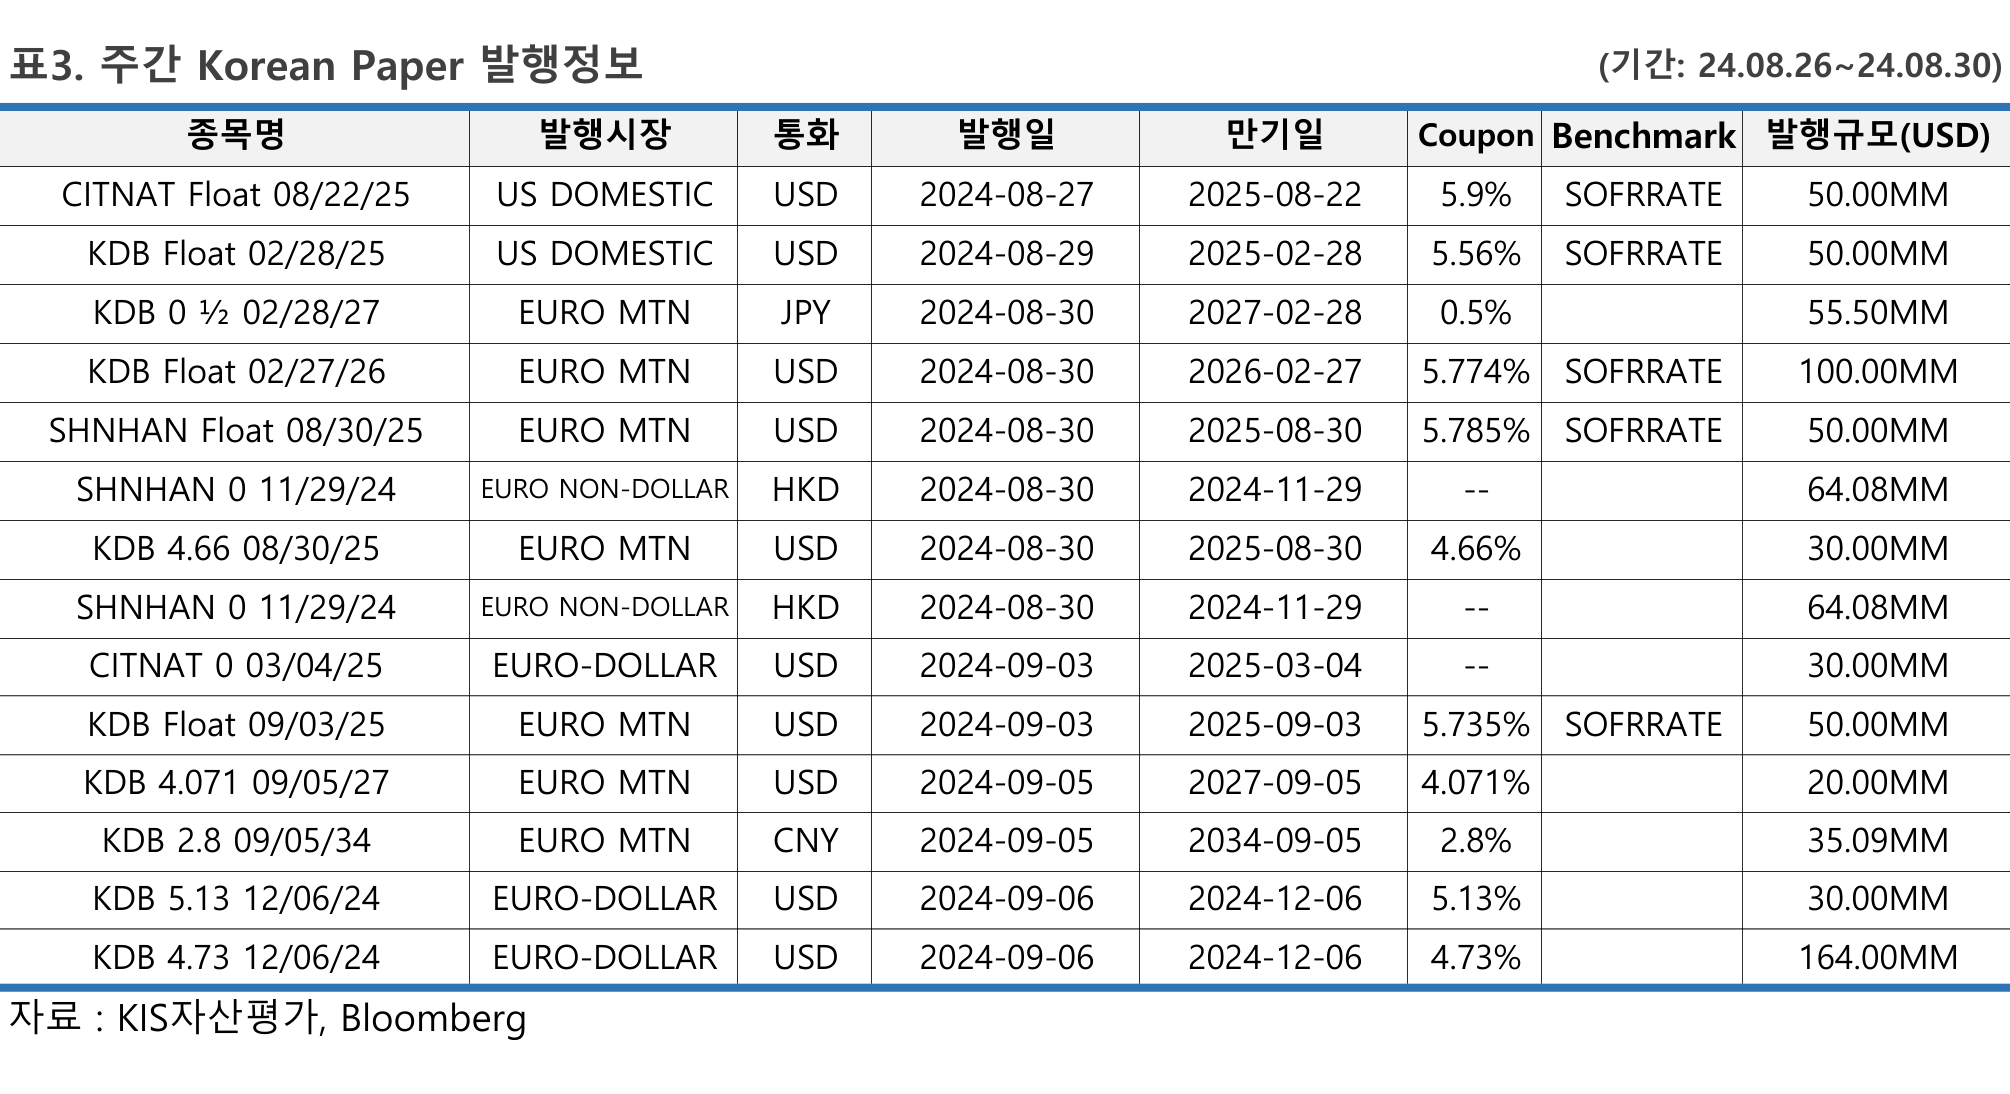 표3. 주간 Korean Paper 발행정보 (기간: 24.08.26~24.08.30)
종목명 발행시장 통화 발행일 만기일 Coupon Benchmark 발행규모(USD)
CITNAT Float 08/22/25 US DOMESTIC USD 2024-08-27 2025-08-22 5.9% SOFRRATE 50.00MM
KDB Float 02/28/25 US DOMESTIC USD 2024-08-29 2025-02-28 5.56% SOFRRATE 50.00MM
KDB 0 ½ 02/28/27 EURO MTN JPY 2024-08-30 2027-02-28 0.5% 55.50MM
KDB Float 02/27/26 EURO MTN USD 2024-08-30 2026-02-27 5.774% SOFRRATE 100.00MM
SHNHAN Float 08/30/25 EURO MTN USD 2024-08-30 2025-08-30 5.785% SOFRRATE 50.00MM
SHNHAN 0 11/29/24 EURO NON-DOLLAR HKD 2024-08-30 2024-11-29 -- 64.08MM
KDB 4.66 08/30/25 EURO MTN USD 2024-08-30 2025-08-30 4.66% 30.00MM
SHNHAN 0 11/29/24 EURO NON-DOLLAR HKD 2024-08-30 2024-11-29 -- 64.08MM
CITNAT 0 03/04/25 EURO-DOLLAR USD 2024-09-03 2025-03-04 -- 30.00MM
KDB Float 09/03/25 EURO MTN USD 2024-09-03 2025-09-03 5.735% SOFRRATE 50.00MM
KDB 4.071 09/05/27 EURO MTN USD 2024-09-05 2027-09-05 4.071% 20.00MM
KDB 2.8 09/05/34 EURO MTN CNY 2024-09-05 2034-09-05 2.8% 35.09MM
KDB 5.13 12/06/24 EURO-DOLLAR USD 2024-09-06 2024-12-06 5.13% 30.00MM
KDB 4.73 12/06/24 EURO-DOLLAR USD 2024-09-06 2024-12-06 4.73% 164.00MM
자료 : KIS자산평가, Bloomberg